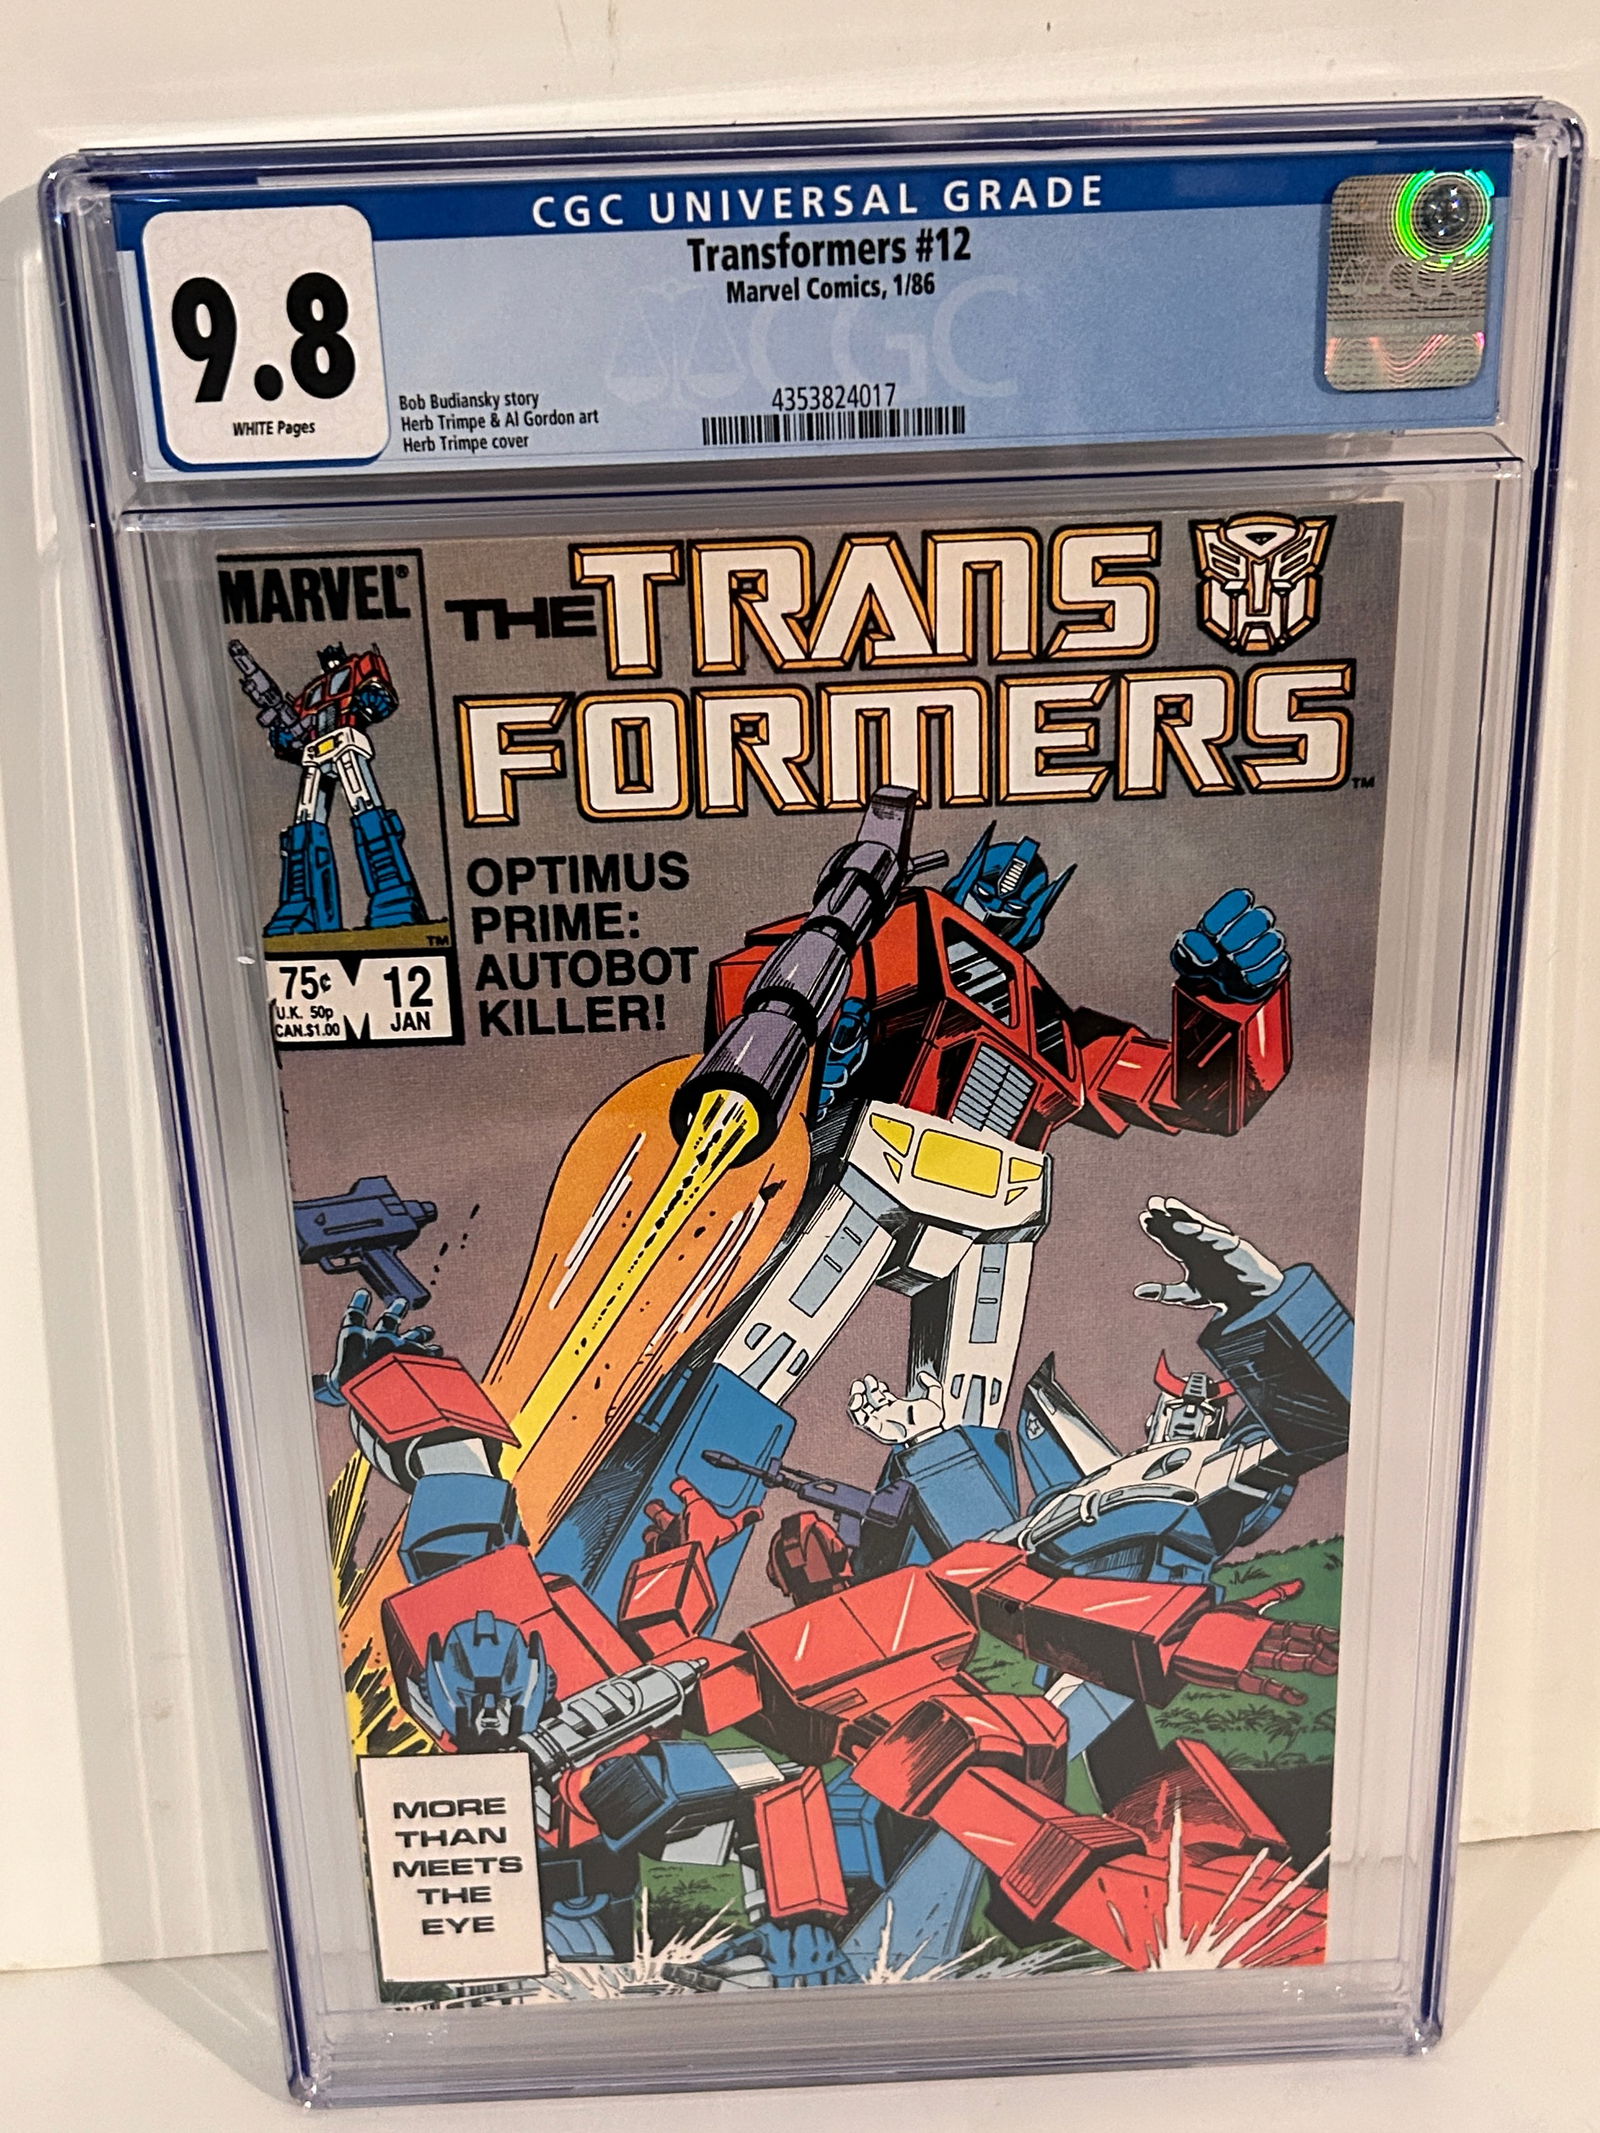 CGC UNIVERSAL GRADE
9.8
WHITE Pages
Transformers #12
Marvel Comics, 1/86
Bob Budiansky story
Herb Trimpe & Al Gordon art
Herb Trimpe cover
4353824017
CGC
MARVEL®
THE TRANSFORMERS™
TM
75¢
U.K. 50p
CAN.$1.00
12
JAN
OPTIMUS
PRIME:
AUTOBOT
KILLER!
MORE
THAN
MEETS
THE
EYE